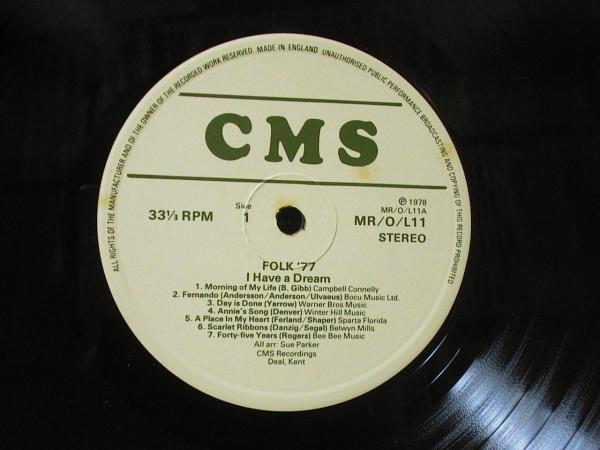 ALL RIGHTS OF THE MANUFACTURER AND OF THE OWNER OF THE RECORDED WORK RESERVED MADE IN ENGLAND UNAUTHORISED PUBLIC PERFORMANCE BROADCASTING AND COPYING OF THIS RECORD PROHIBITED
CMS
33⅓ RPM
Side
1
℗ 1978
MR/O/L11A
MR/O/L11
STEREO
FOLK '77
I Have a Dream
1. Morning of My Life (B. Gibb) Campbell Connelly
2. Fernando (Andersson/Anderson/Ulvaeus) Bocu Music Ltd.
3. Day is Done (Yarrow) Warner Bros Music
4. Annie's Song (Denver) Winter Hill Music
5. A Place In My Heart (Ferland/Shaper) Sparta Florida
6. Scarlet Ribbons (Danzig/Segal) Belwyn Mills
7. Forty-five Years (Rogers) Bee Bee Music
All arr: Sue Parker
CMS Recordings
Deal, Kent